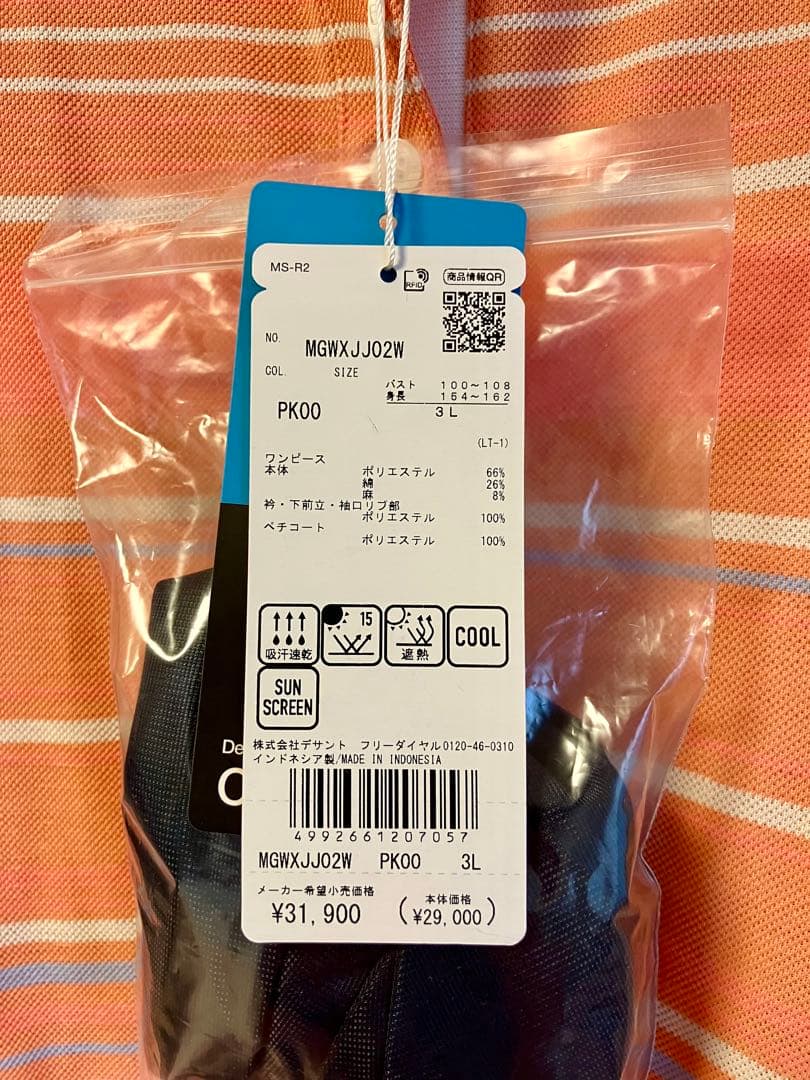 MS-R2
RFID
商品情報QR
NO. MGWXJJ02W
COL. SIZE
バスト 100～108
身長 154～162
PK00 3L
(LT-1)
ワンピース
本体 ポリエステル 66%
綿 26%
麻 8%
衿・下前立・袖口リブ部
ポリエステル 100%
ペチコート
ポリエステル 100%
吸汗速乾
15
遮熱
COOL
SUN
SCREEN
株式会社デサント フリーダイヤル0120-46-0310
インドネシア製/MADE IN INDONESIA
4992661207057
MGWXJJ02W PK00 3L
メーカー希望小売価格
¥31,900
本体価格
(¥29,000)